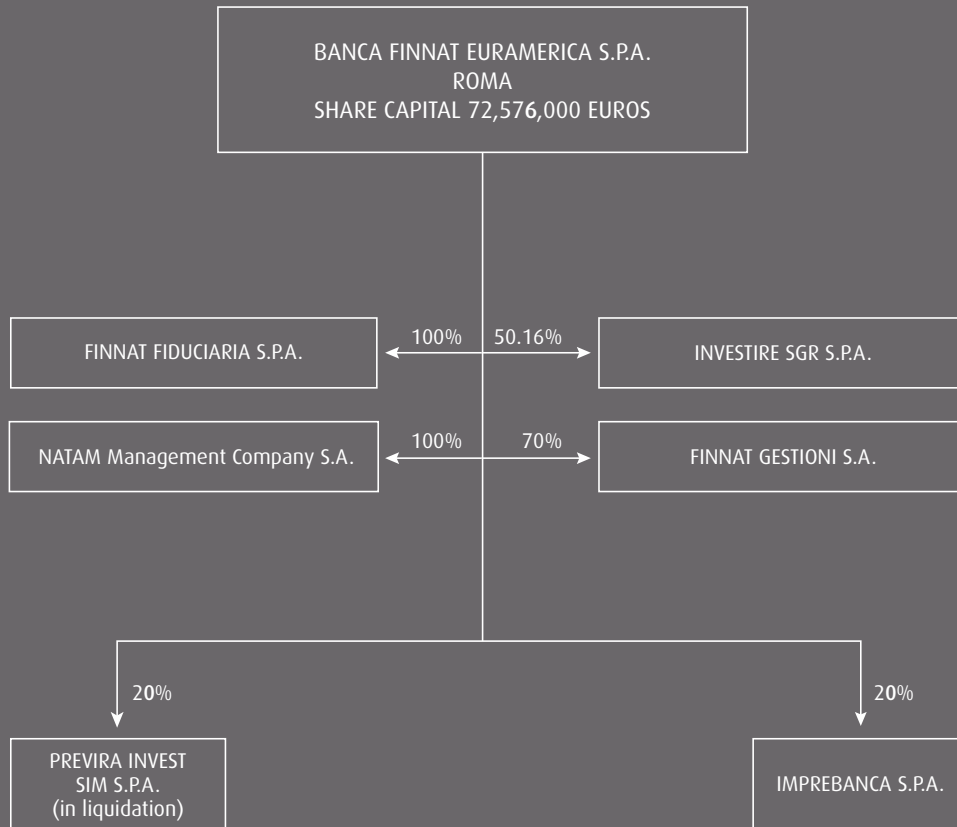 BANCA FINNAT EURAMERICA S.P.A.
ROMA
SHARE CAPITAL 72,576,000 EUROS
100%
50.16%
FINNAT FIDUCIARIA S.P.A.
INVESTIRE SGR S.P.A.
100%
70%
NATAM Management Company S.A.
FINNAT GESTIONI S.A.
20%
20%
PREVIRA INVEST
SIM S.P.A.
(in liquidation)
IMPREBANCA S.P.A.